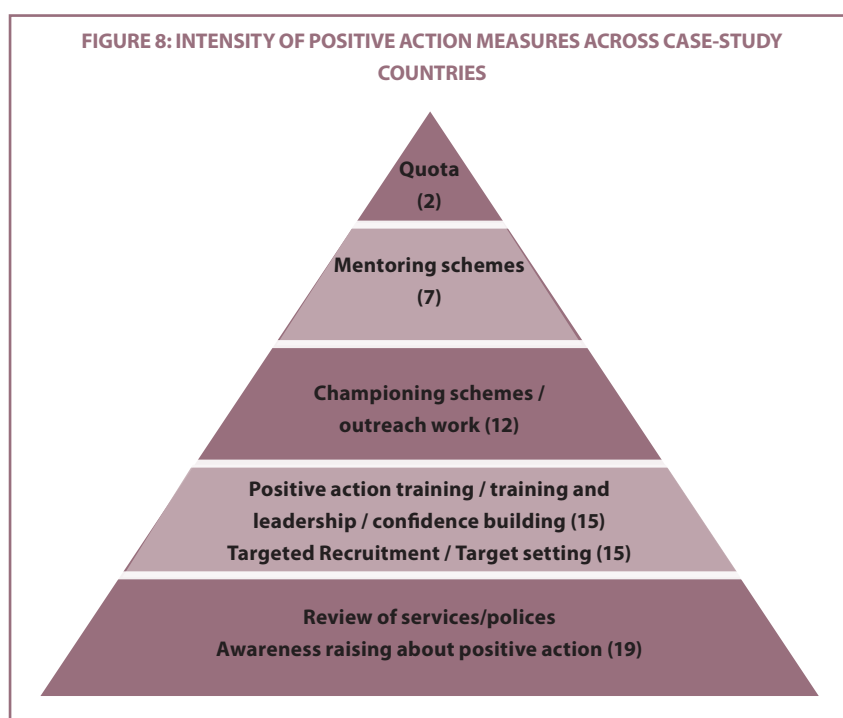 FIGURE 8: INTENSITY OF POSITIVE ACTION MEASURES ACROSS CASE-STUDY
COUNTRIES
Quota
(2)
Mentoring schemes
(7)
Championing schemes /
outreach work (12)
Positive action training / training and
leadership / confidence building (15)
Targeted Recruitment / Target setting (15)
Review of services/polices
Awareness raising about positive action (19)